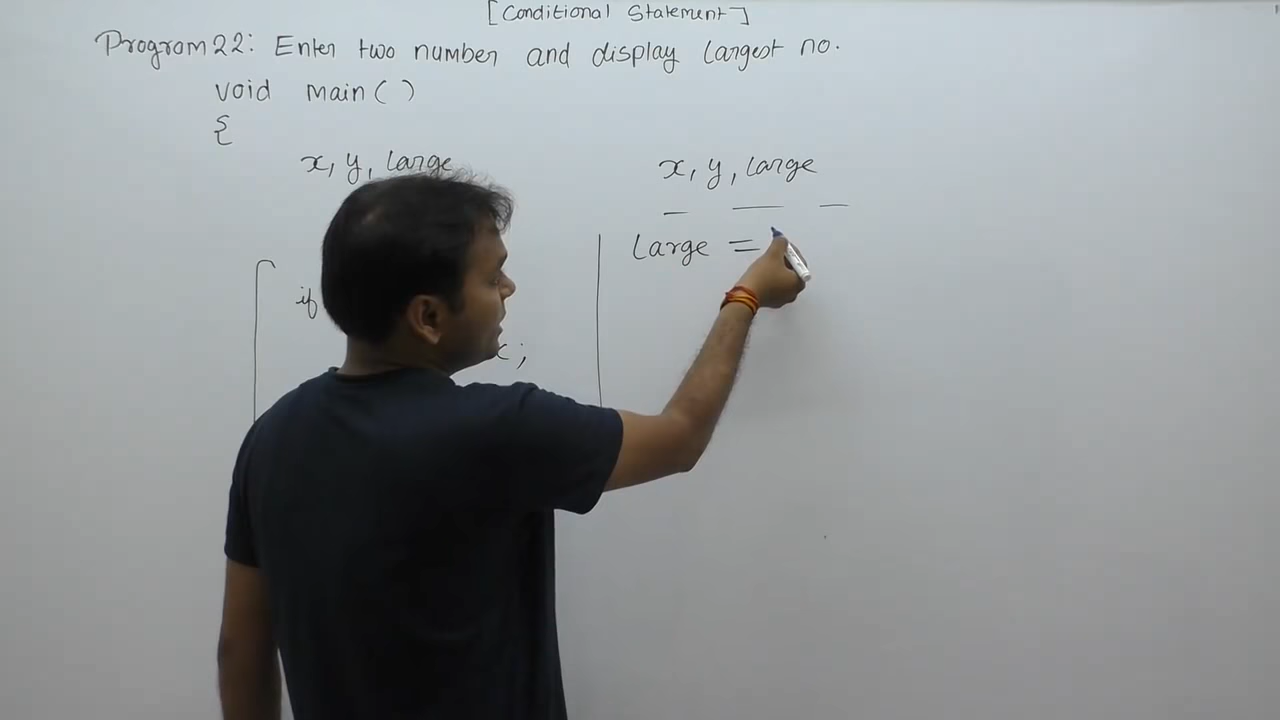 [Conditional Statement]
Program 22: Enter two number and display largest no.
void main( )
{
x, y, large
if
;
x, y, large
large =